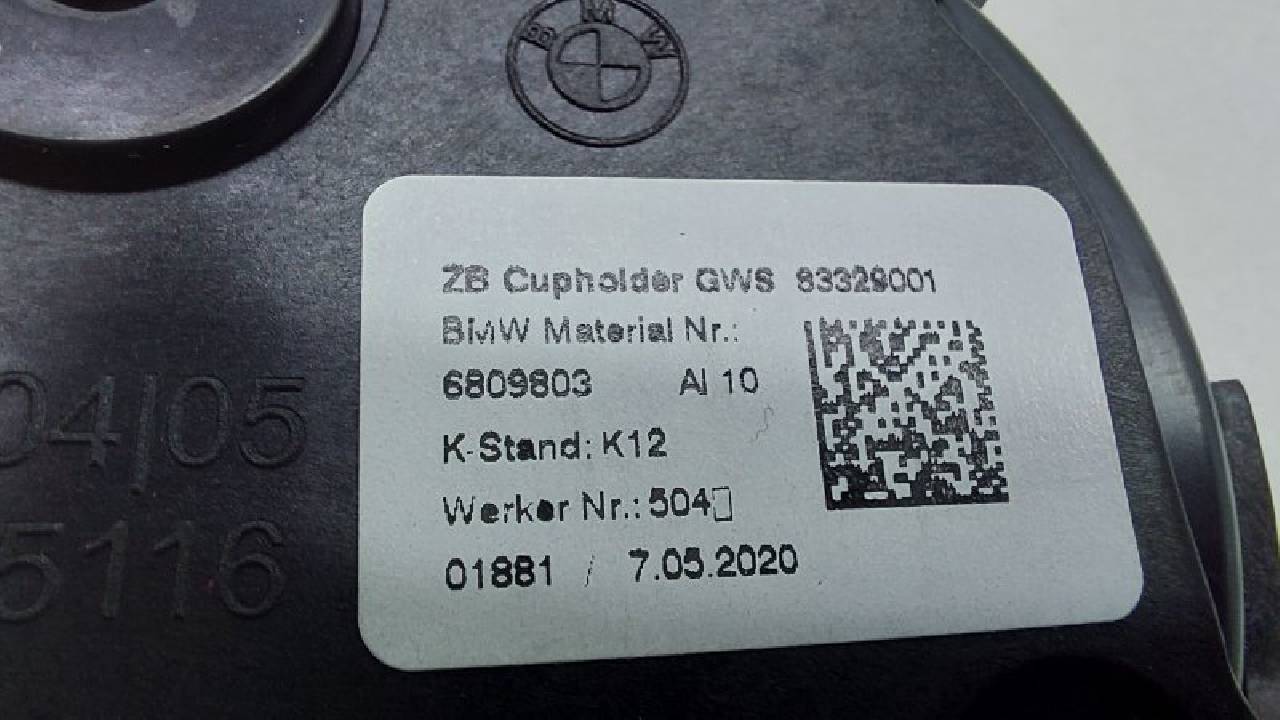 BMW
ZB Cupholder GWS 83329001
BMW Material Nr.:
6809803 AI 10
K-Stand: K12
Werker Nr.: 504▯
01881 / 7.05.2020
04/05
5116